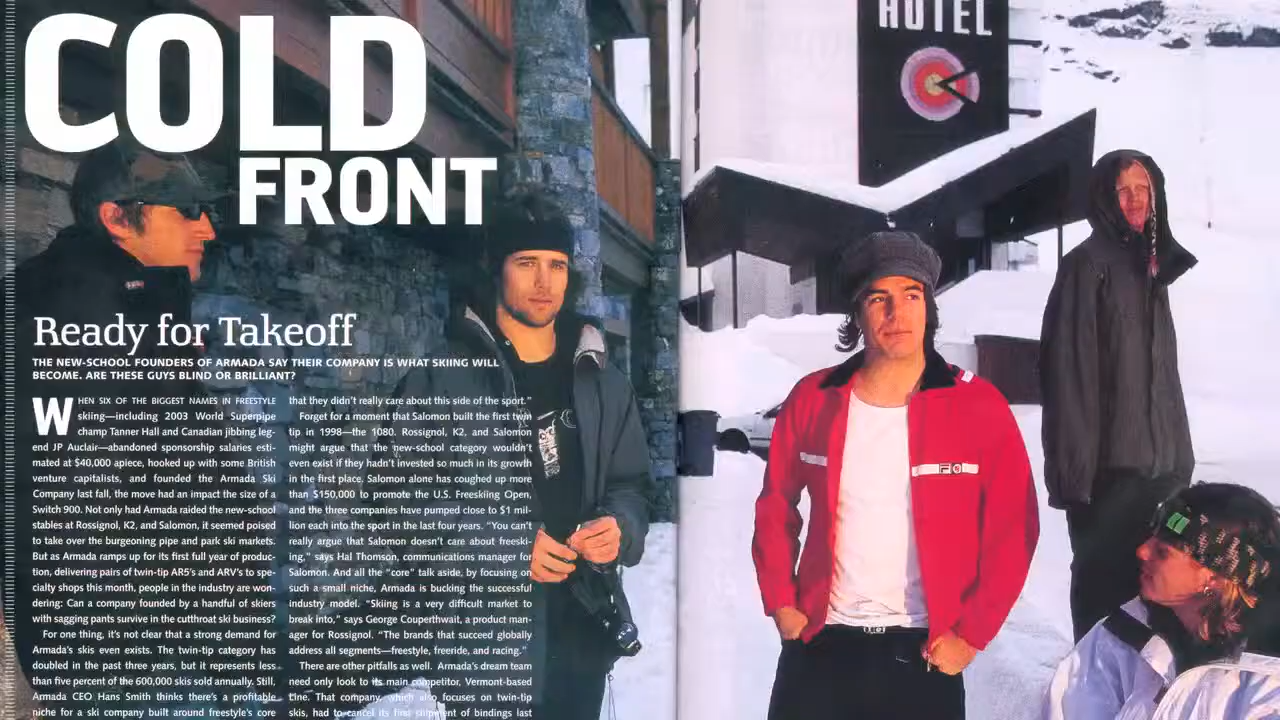 COLD
FRONT
HOTEL
Ready for Takeoff
THE NEW-SCHOOL FOUNDERS OF ARMADA SAY THEIR COMPANY IS WHAT SKIING WILL
BECOME. ARE THESE GUYS BLIND OR BRILLIANT?
WHEN SIX OF THE BIGGEST NAMES IN FREESTYLE
skiing—including 2003 World Superpipe
champ Tanner Hall and Canadian jibbing leg-
end JP Auclair—abandoned sponsorship salaries esti-
mated at $40,000 apiece, hooked up with some British
venture capitalists, and founded the Armada Ski
Company last fall, the move had an impact the size of a
Switch 900. Not only had Armada raided the new-school
stables at Rossignol, K2, and Salomon, it seemed poised
to take over the burgeoning pipe and park ski markets.
But as Armada ramps up for its first full year of produc-
tion, delivering pairs of twin-tip AR5's and ARV's to spe-
cialty shops this month, people in the industry are won-
dering: Can a company founded by a handful of skiers
with sagging pants survive in the cutthroat ski business?
For one thing, it's not clear that a strong demand for
Armada's skis even exists. The twin-tip category has
doubled in the past three years, but it represents less
than five percent of the 600,000 skis sold annually. Still,
Armada CEO Hans Smith thinks there's a profitable
niche for a ski company built around freestyle's core
that they didn't really care about this side of the sport."
Forget for a moment that Salomon built the first twin
tip in 1998—the 1080. Rossignol, K2, and Salomon
might argue that the new-school category wouldn't
even exist if they hadn't invested so much in its growth
in the first place. Salomon alone has coughed up more
than $150,000 to promote the U.S. Freeskiing Open,
and the three companies have pumped close to $1 mil-
lion each into the sport in the last four years. "You can't
really argue that Salomon doesn't care about freeski-
ing," says Hal Thomson, communications manager for
Salomon. And all the "core" talk aside, by focusing on
such a small niche, Armada is bucking the successful
industry model. "Skiing is a very difficult market to
break into," says George Couperthwait, a product man-
ager for Rossignol. "The brands that succeed globally
address all segments—freestyle, freeride, and racing."
There are other pitfalls as well. Armada's dream team
need only look to its main competitor, Vermont-based
Line. That company, which also focuses on twin-tip
skis, had to cancel its first shipment of bindings last